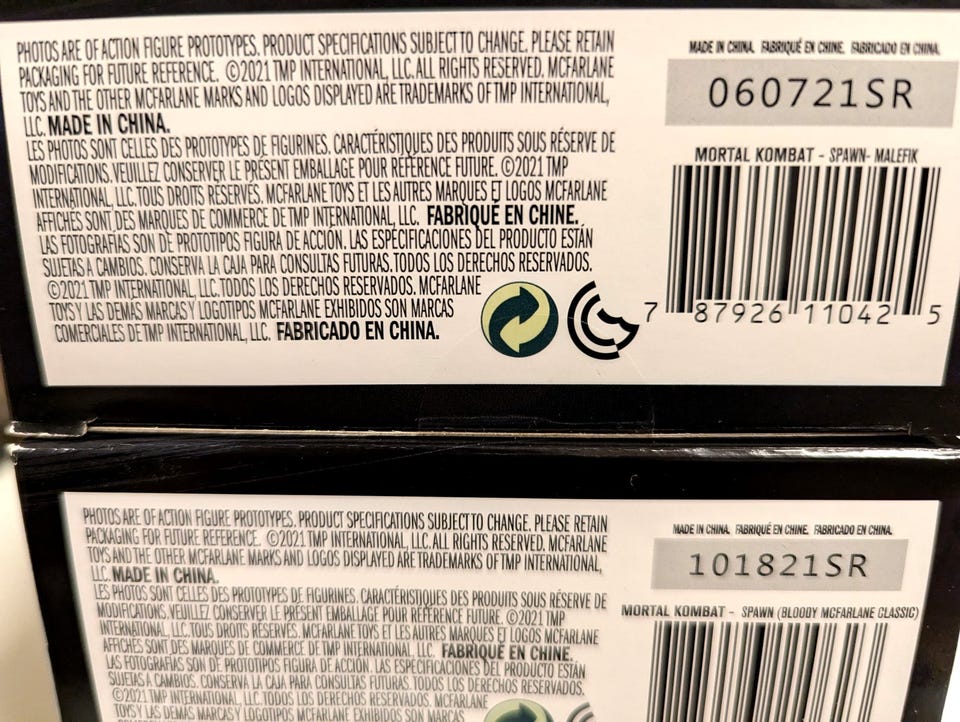 PHOTOS ARE OF ACTION FIGURE PROTOTYPES. PRODUCT SPECIFICATIONS SUBJECT TO CHANGE. PLEASE RETAIN
PACKAGING FOR FUTURE REFERENCE. ©2021 TMP INTERNATIONAL, LLC. ALL RIGHTS RESERVED. MCFARLANE
TOYS AND THE OTHER MCFARLANE MARKS AND LOGOS DISPLAYED ARE TRADEMARKS OF TMP INTERNATIONAL,
LLC. MADE IN CHINA.
LES PHOTOS SONT CELLES DES PROTOTYPES DE FIGURINES. CARACTÉRISTIQUES DES PRODUITS SOUS RÉSERVE DE
MODIFICATIONS. VEUILLEZ CONSERVER LE PRÉSENT EMBALLAGE POUR RÉFÉRENCE FUTURE. ©2021 TMP
INTERNATIONAL, LLC. TOUS DROITS RÉSERVÉS. MCFARLANE TOYS ET LES AUTRES MARQUES ET LOGOS MCFARLANE
AFFICHÉS SONT DES MARQUES DE COMMERCE DE TMP INTERNATIONAL, LLC. FABRIQUÉ EN CHINE.
LAS FOTOGRAFIAS SON DE PROTOTIPOS FIGURA DE ACCIÓN. LAS ESPECIFICACIONES DEL PRODUCTO ESTÁN
SUJETAS A CAMBIOS. CONSERVA LA CAJA PARA CONSULTAS FUTURAS. TODOS LOS DERECHOS RESERVADOS.
©2021 TMP INTERNATIONAL, LLC. TODOS LOS DERECHOS RESERVADOS. MCFARLANE
TOYS Y LAS DEMAS MARCAS Y LOGOTIPOS MCFARLANE EXHIBIDOS SON MARCAS
COMERCIALES DE TMP INTERNATIONAL, LLC. FABRICADO EN CHINA.
MADE IN CHINA. FABRIQUÉ EN CHINE. FABRICADO EN CHINA.
060721SR
MORTAL KOMBAT - SPAWN- MALEFIK
7 87926 11042 5
PHOTOS ARE OF ACTION FIGURE PROTOTYPES. PRODUCT SPECIFICATIONS SUBJECT TO CHANGE. PLEASE RETAIN
PACKAGING FOR FUTURE REFERENCE. ©2021 TMP INTERNATIONAL, LLC. ALL RIGHTS RESERVED. MCFARLANE
TOYS AND THE OTHER MCFARLANE MARKS AND LOGOS DISPLAYED ARE TRADEMARKS OF TMP INTERNATIONAL,
LLC. MADE IN CHINA.
LES PHOTOS SONT CELLES DES PROTOTYPES DE FIGURINES. CARACTÉRISTIQUES DES PRODUITS SOUS RÉSERVE DE
MODIFICATIONS. VEUILLEZ CONSERVER LE PRÉSENT EMBALLAGE POUR RÉFÉRENCE FUTURE. ©2021 TMP
INTERNATIONAL, LLC. TOUS DROITS RÉSERVÉS. MCFARLANE TOYS ET LES AUTRES MARQUES ET LOGOS MCFARLANE
AFFICHÉS SONT DES MARQUES DE COMMERCE DE TMP INTERNATIONAL, LLC. FABRIQUÉ EN CHINE.
LAS FOTOGRAFIAS SON DE PROTOTIPOS FIGURA DE ACCIÓN. LAS ESPECIFICACIONES DEL PRODUCTO ESTÁN
SUJETAS A CAMBIOS. CONSERVA LA CAJA PARA CONSULTAS FUTURAS. TODOS LOS DERECHOS RESERVADOS.
©2021 TMP INTERNATIONAL, LLC. TODOS LOS DERECHOS RESERVADOS. MCFARLANE
TOYS Y LAS DEMAS MARCAS Y LOGOTIPOS MCFARLANE EXHIBIDOS SON MARCAS
MADE IN CHINA. FABRIQUÉ EN CHINE. FABRICADO EN CHINA.
101821SR
MORTAL KOMBAT - SPAWN (BLOODY MCFARLANE CLASSIC)